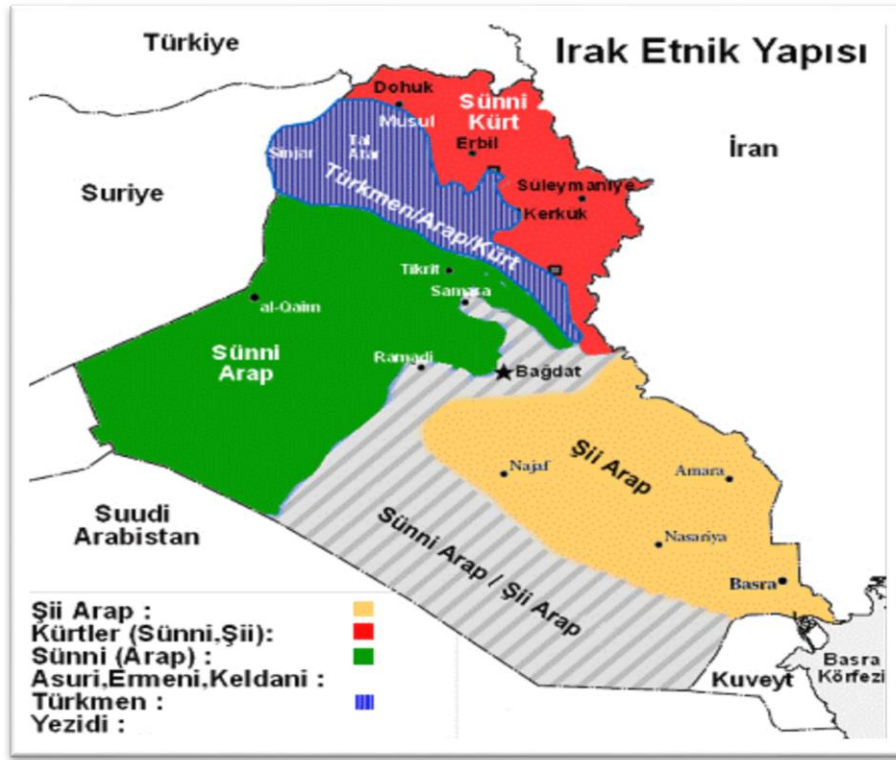 Türkiye
Irak Etnik Yapısı
Dohuk
Sünni
Kürt
Musul
Erbil
Tal
Afar
Sinjar
İran
Suriye
Süleymaniye
Kerkuk
Türkmen/Arap/Kürt
Tikrit
Samara
al-Qaim
Sünni
Arap
Ramadi
Bağdat
Şii Arap
Najaf
Amara
Suudi
Arabistan
Sünni Arap / Şii Arap
Nasariya
Basra
Şii Arap :
Kürtler (Sünni,Şii):
Sünni (Arap) :
Asuri,Ermeni,Keldani :
Türkmen :
Yezidi :
Kuveyt
Basra
Körfezi